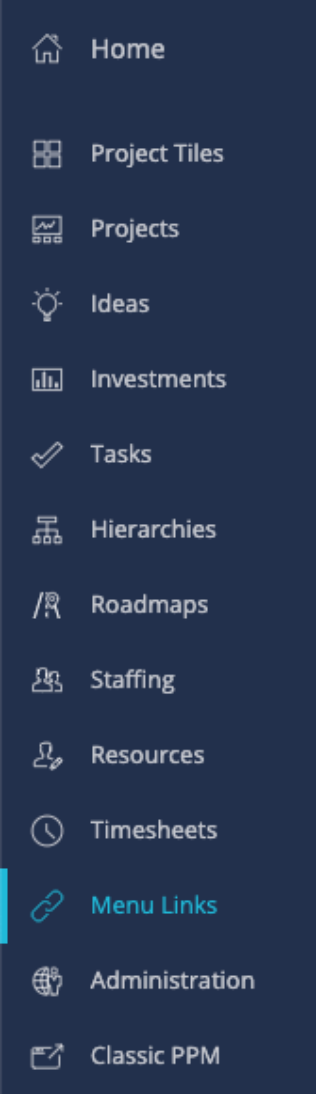 Home
Project Tiles
Projects
Ideas
Investments
Tasks
Hierarchies
Roadmaps
Staffing
Resources
Timesheets
Menu Links
Administration
Classic PPM